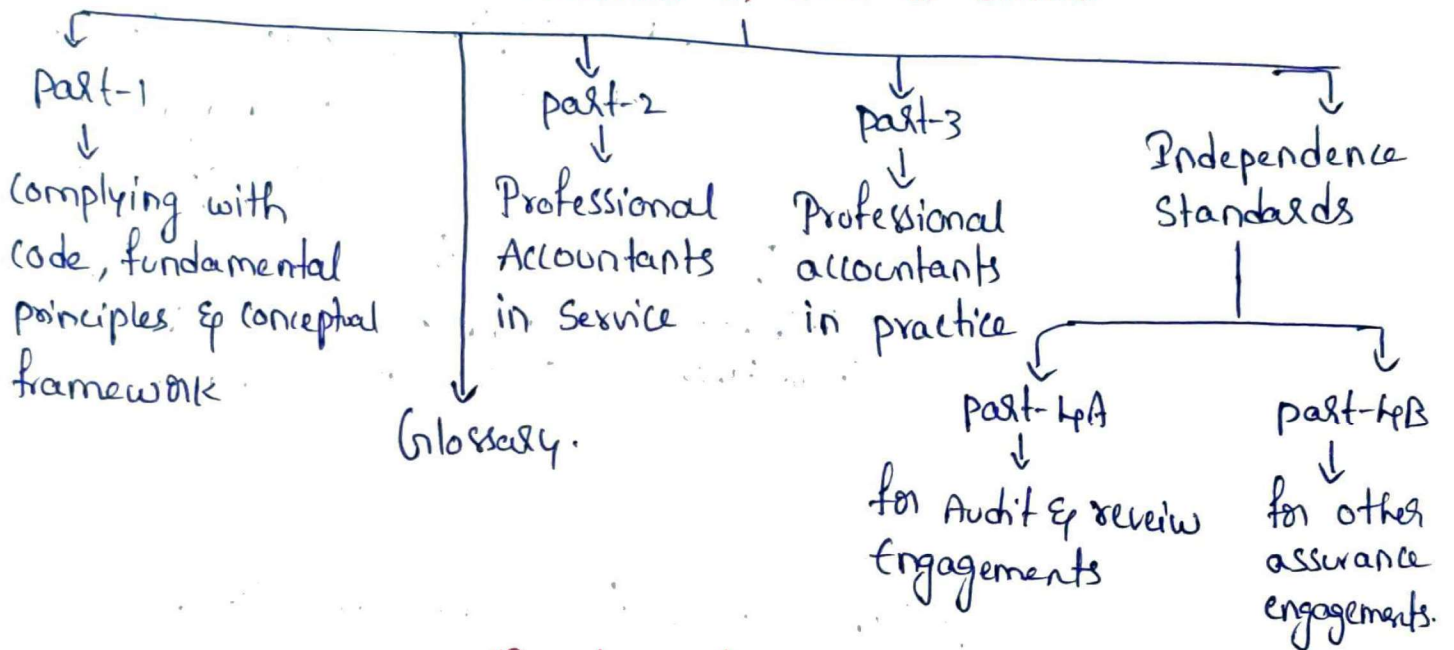 Part-1
Complying with
code, fundamental
principles & conceptual
framework
Glossary.
part-2
Professional
Accountants
in Service
part-3
Professional
accountants
in practice
Independence
Standards
part-4A
for Audit & reveiw
Engagements
part-4B
for other
assurance
engagements.